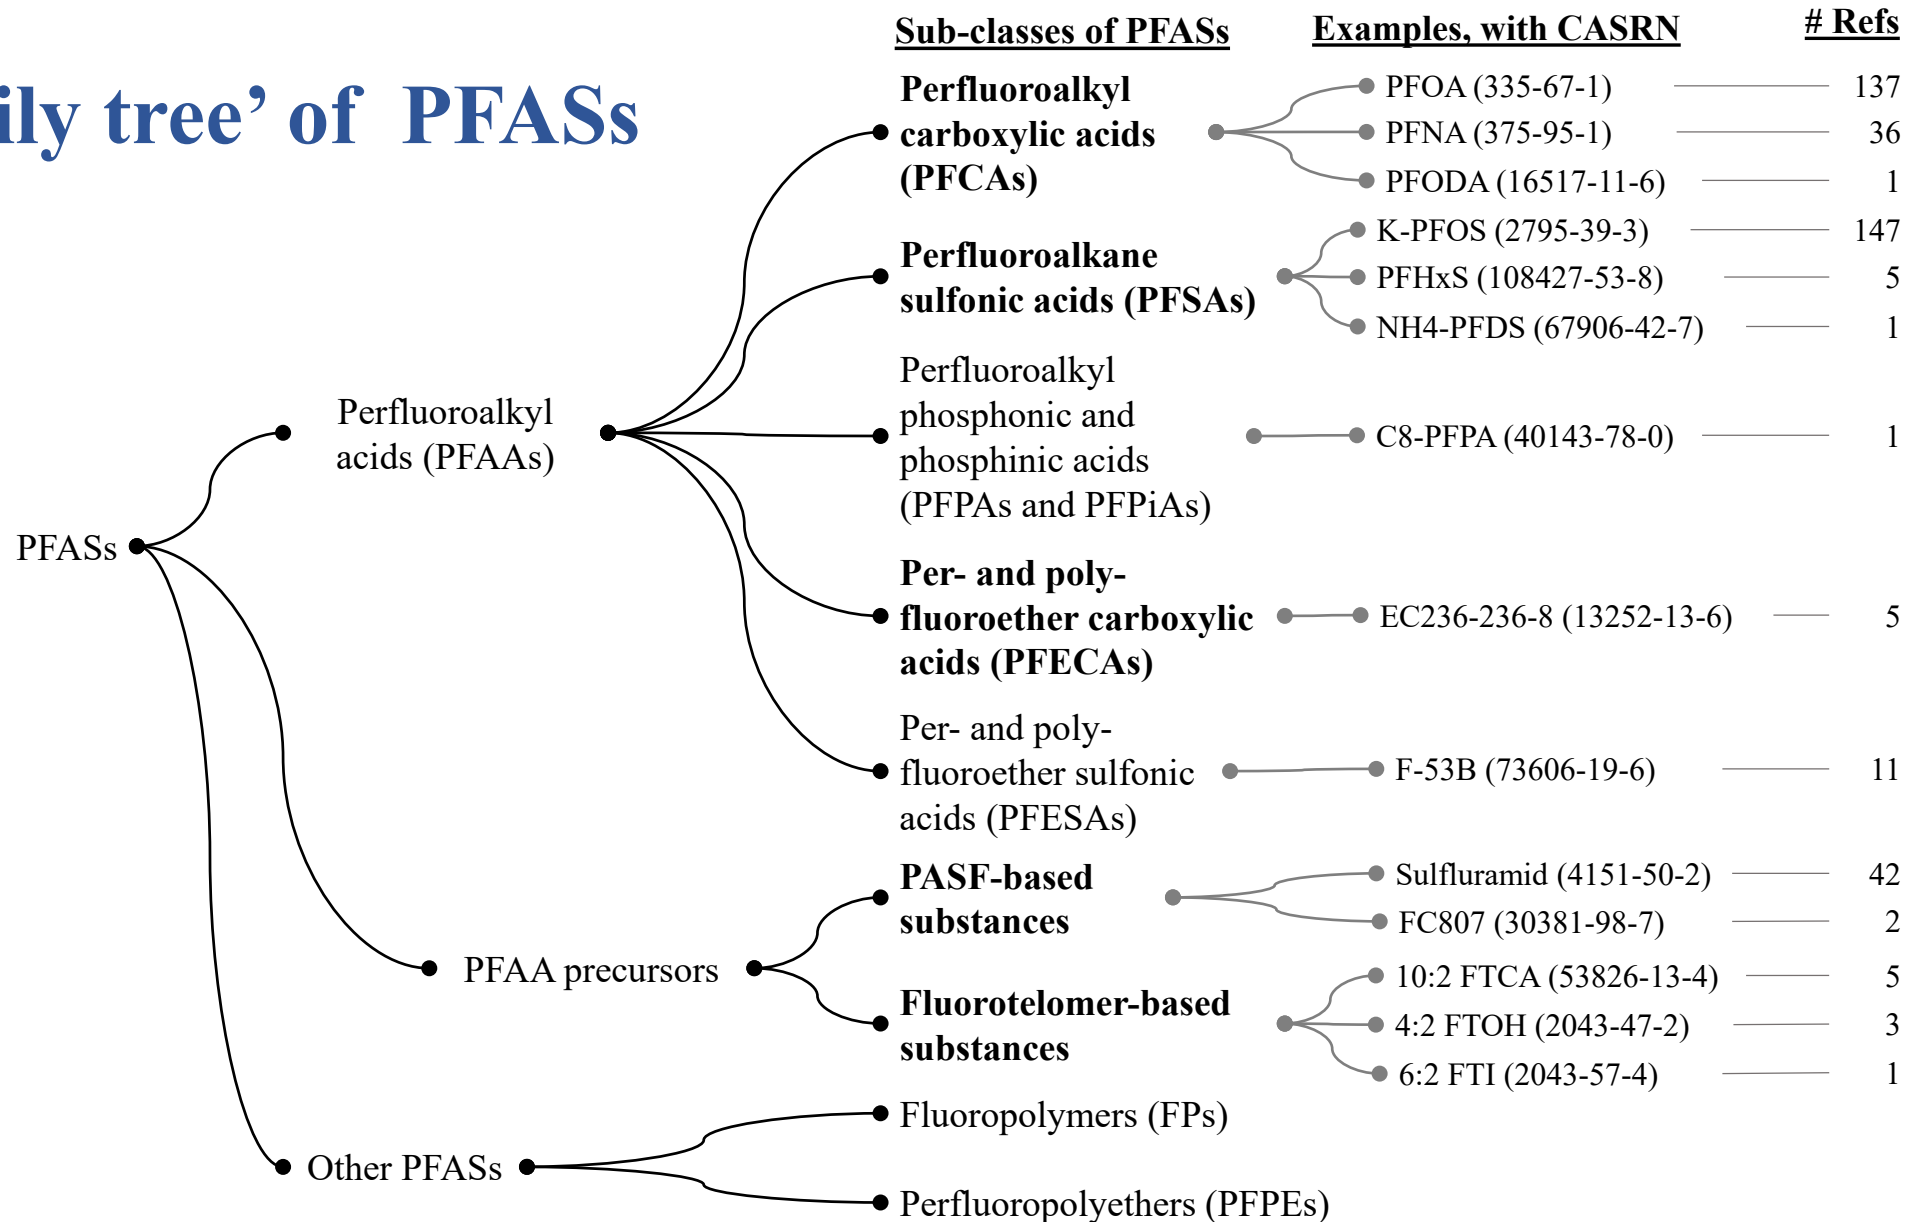 Sub-classes of PFASs
Examples, with CASRN
# Refs
ily tree’ of PFASs
Perfluoroalkyl
carboxylic acids
(PFCAs)
PFOA (335-67-1)
137
PFNA (375-95-1)
36
PFODA (16517-11-6)
1
Perfluoroalkane
sulfonic acids (PFSAs)
K-PFOS (2795-39-3)
147
PFHxS (108427-53-8)
5
NH4-PFDS (67906-42-7)
1
Perfluoroalkyl
acids (PFAAs)
Perfluoroalkyl
phosphonic and
phosphinic acids
(PFPAs and PFPiAs)
C8-PFPA (40143-78-0)
1
PFASs
Per- and poly-
fluoroether carboxylic
acids (PFECAs)
EC236-236-8 (13252-13-6)
5
Per- and poly-
fluoroether sulfonic
acids (PFESAs)
F-53B (73606-19-6)
11
PFAA precursors
PASF-based
substances
Sulfluramid (4151-50-2)
42
FC807 (30381-98-7)
2
Fluorotelomer-based
substances
10:2 FTCA (53826-13-4)
5
4:2 FTOH (2043-47-2)
3
6:2 FTI (2043-57-4)
1
Other PFASs
Fluoropolymers (FPs)
Perfluoropolyethers (PFPEs)